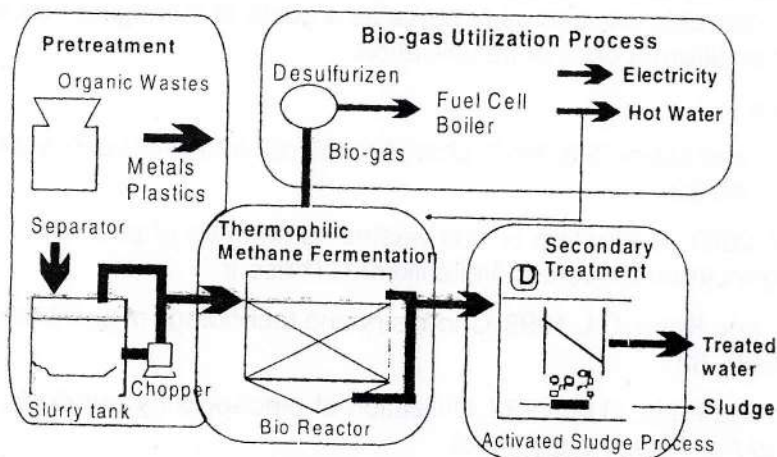 Pretreatment
Organic Wastes
Metals
Plastics
Separator
Chopper
Slurry tank
Bio-gas Utilization Process
Desulfurizen
Fuel Cell
Boiler
Electricity
Hot Water
Bio-gas
Thermophilic
Methane Fermentation
Bio Reactor
Secondary
Treatment
D
Treated
water
Sludge
Activated Sludge Process